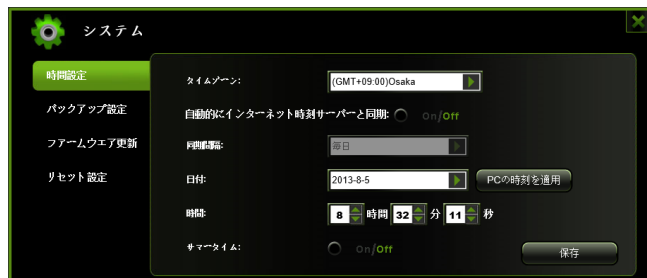 システム
時間設定
バックアップ設定
ファームウエア更新
リセット設定
タイムゾーン: (GMT+09:00)Osaka
自動的にインターネット時刻サーバーと同期: On/Off
同期間隔: 毎日
日付: 2013-8-5 PCの時刻を適用
時間: 8 時間 32 分 11 秒
サマータイム: On/Off
保存